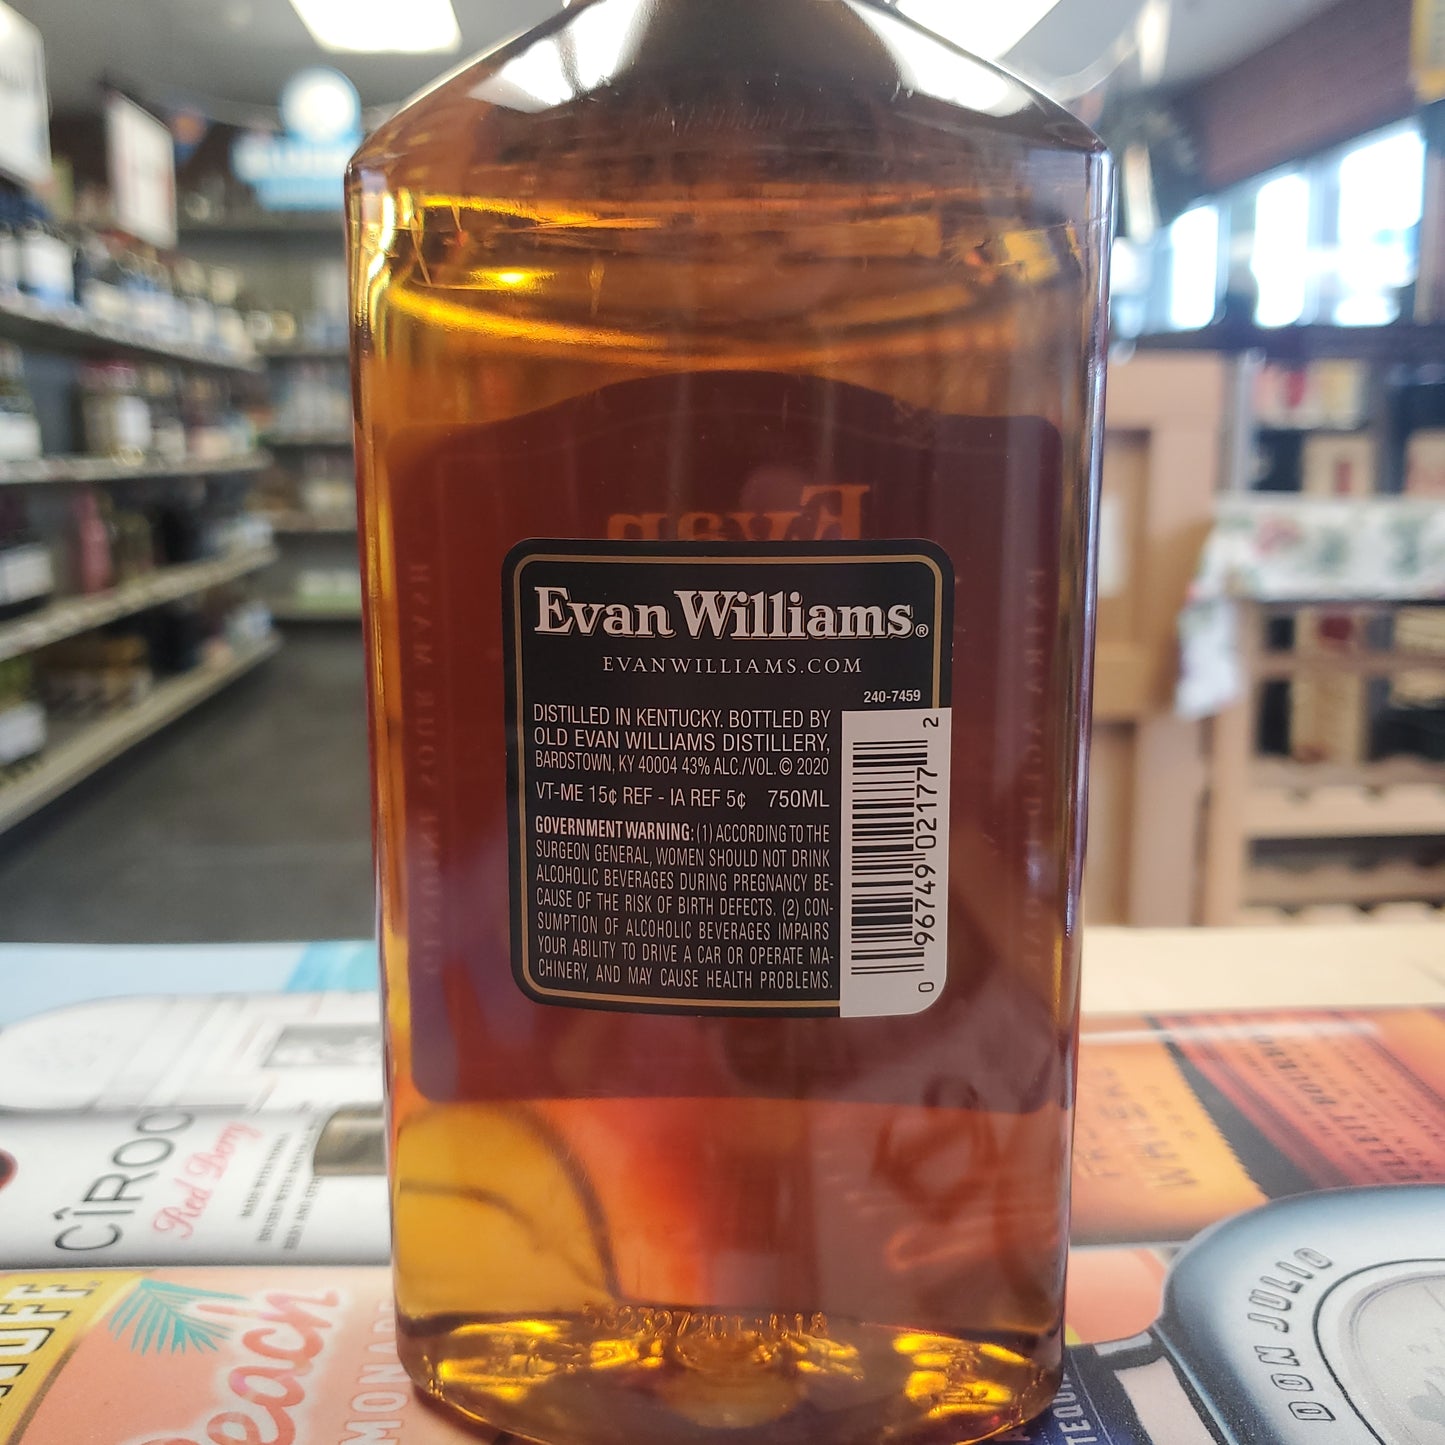 Evan
Evan Williams®
EVANWILLIAMS.COM
240-7459
DISTILLED IN KENTUCKY. BOTTLED BY
OLD EVAN WILLIAMS DISTILLERY,
BARDSTOWN, KY 40004 43% ALC./VOL. © 2020
VT-ME 15¢ REF - IA REF 5¢ 750ML
GOVERNMENT WARNING: (1) ACCORDING TO THE
SURGEON GENERAL, WOMEN SHOULD NOT DRINK
ALCOHOLIC BEVERAGES DURING PREGNANCY BE-
CAUSE OF THE RISK OF BIRTH DEFECTS. (2) CON-
SUMPTION OF ALCOHOLIC BEVERAGES IMPAIRS
YOUR ABILITY TO DRIVE A CAR OR OPERATE MA-
CHINERY, AND MAY CAUSE HEALTH PROBLEMS.
0 96749 02177 2
CÎROC
Red Berry
Peach
DON JULIO